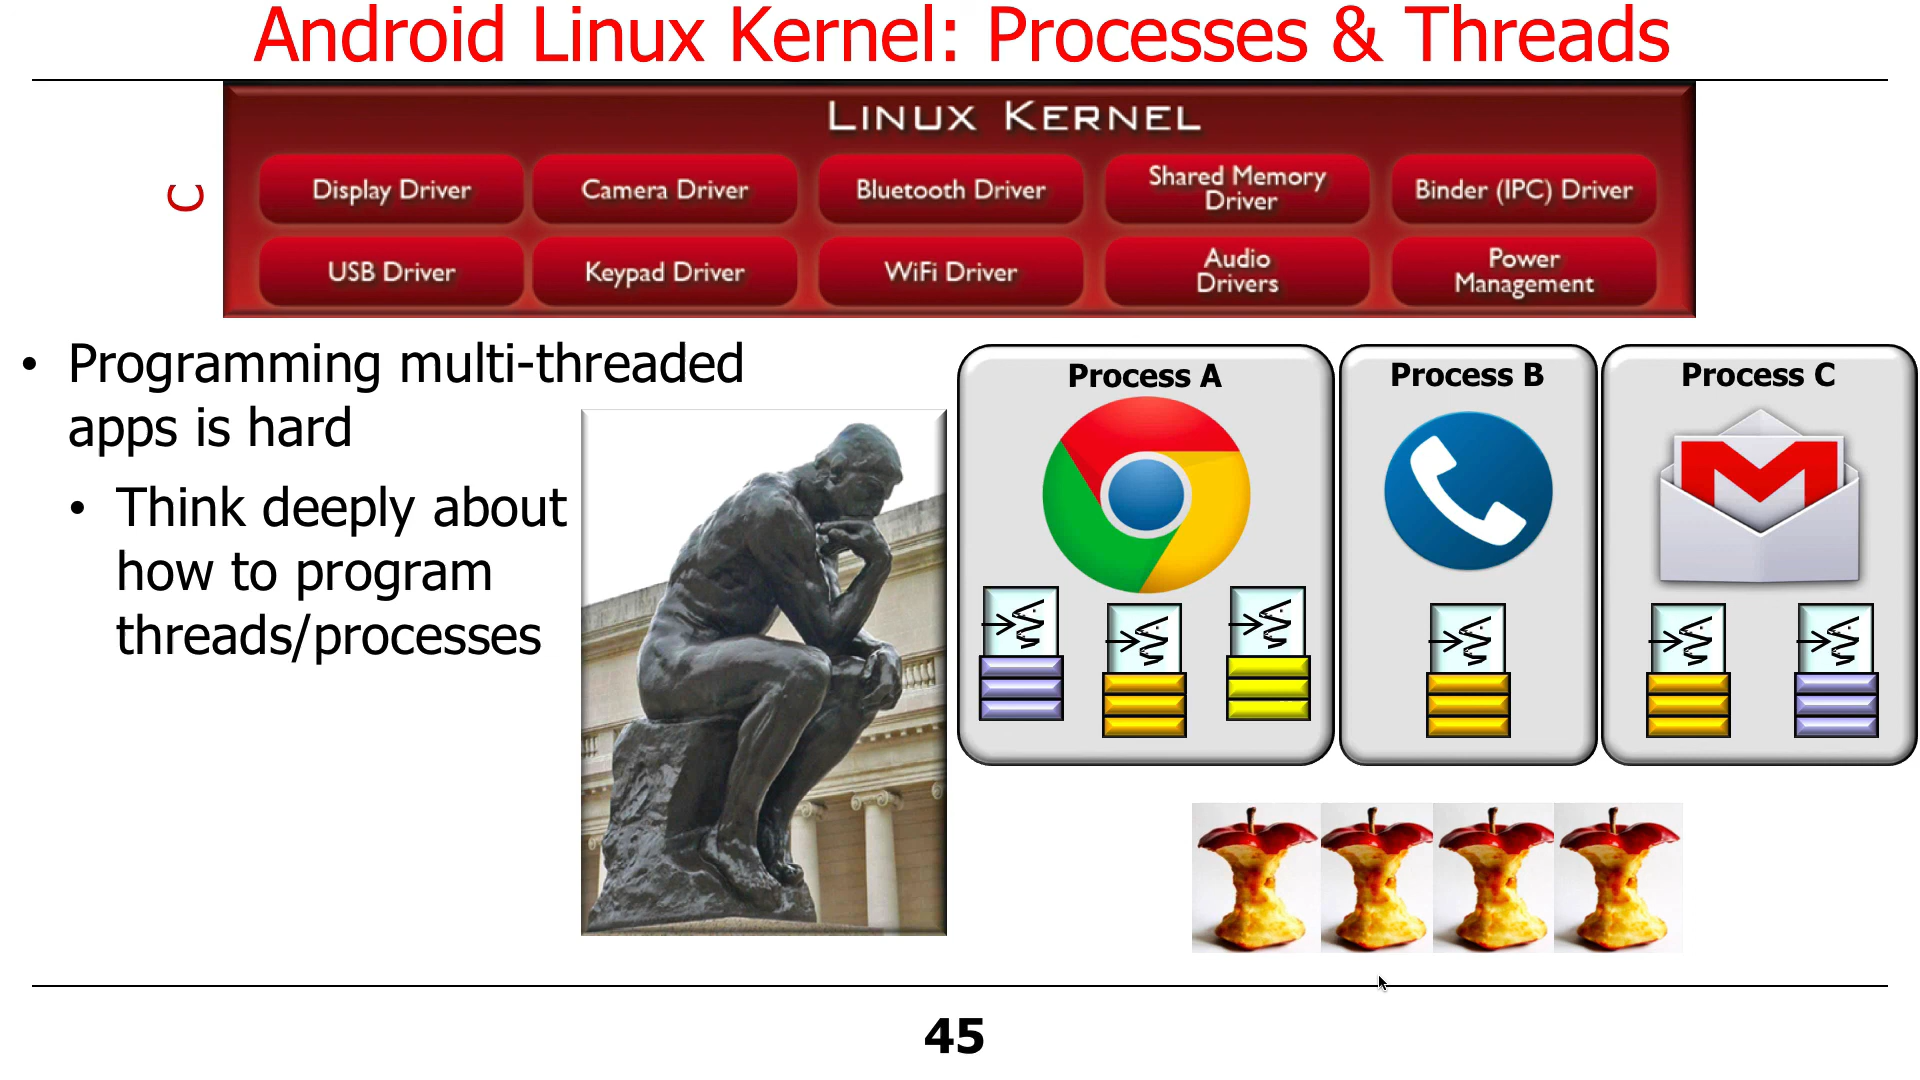 Android Linux Kernel: Processes & Threads
LINUX KERNEL
C
Display Driver
Camera Driver
Bluetooth Driver
Shared Memory
Driver
Binder (IPC) Driver
USB Driver
Keypad Driver
WiFi Driver
Audio
Drivers
Power
Management
• Programming multi-threaded
apps is hard
• Think deeply about
how to program
threads/processes
Process A
Process B
Process C
45